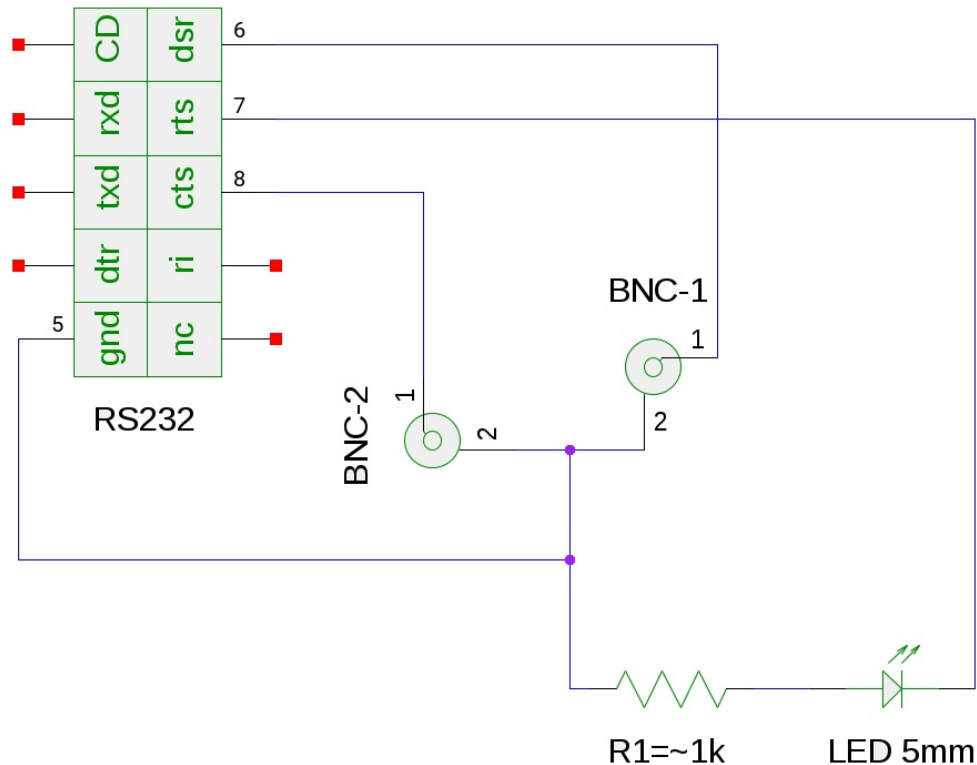 CD dsr 6
rxd rts 7
txd cts 8
dtr ri
5 gnd nc
RS232
BNC-1
1
2
BNC-2
1
2
R1=~1k
LED 5mm